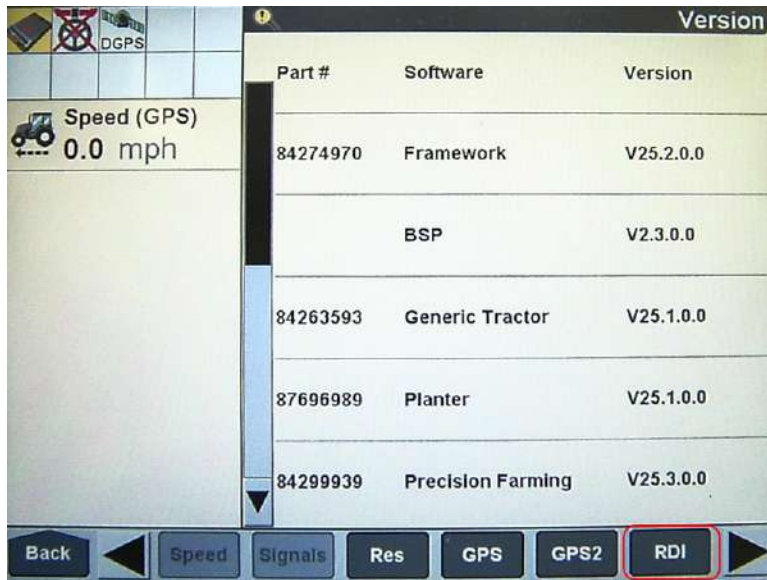 Version
DGPS
Part # Software Version
Speed (GPS)
0.0 mph
84274970 Framework V25.2.0.0
BSP V2.3.0.0
84263593 Generic Tractor V25.1.0.0
87696989 Planter V25.1.0.0
84299939 Precision Farming V25.3.0.0
Back Speed Signals Res GPS GPS2 RDI